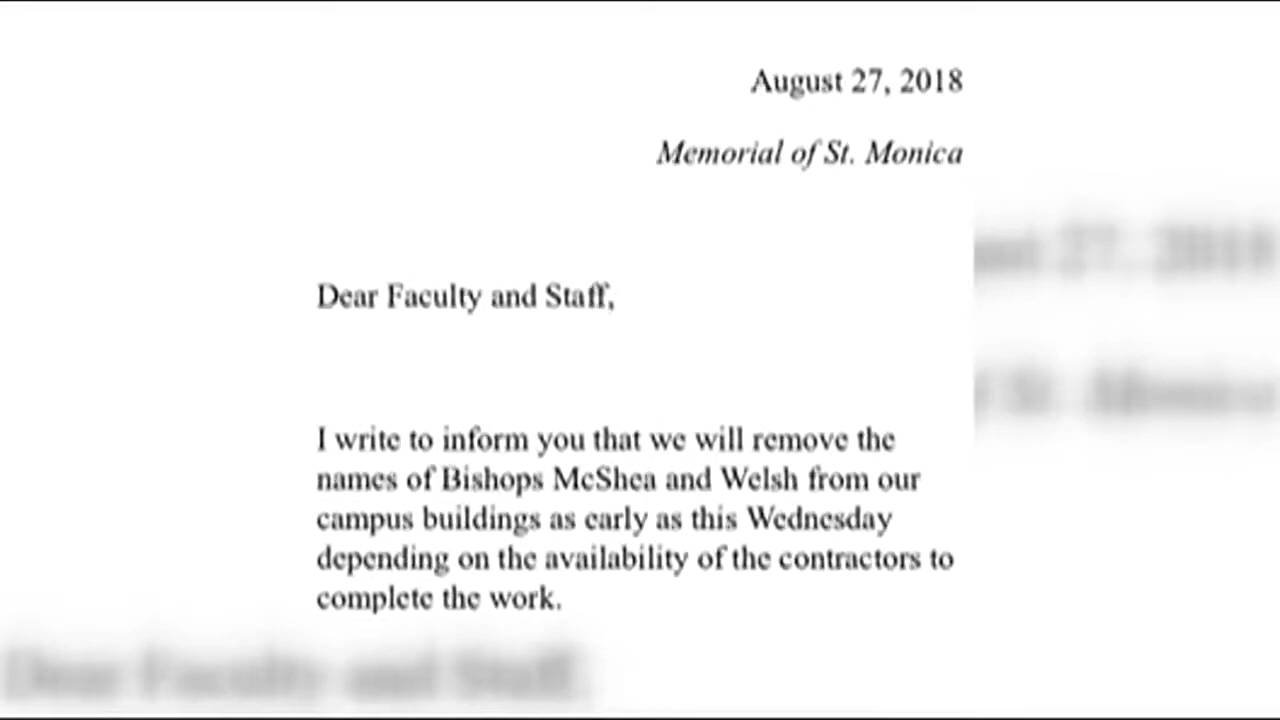 August 27, 2018
Memorial of St. Monica
Dear Faculty and Staff,
I write to inform you that we will remove the
names of Bishops McShea and Welsh from our
campus buildings as early as this Wednesday
depending on the availability of the contractors to
complete the work.